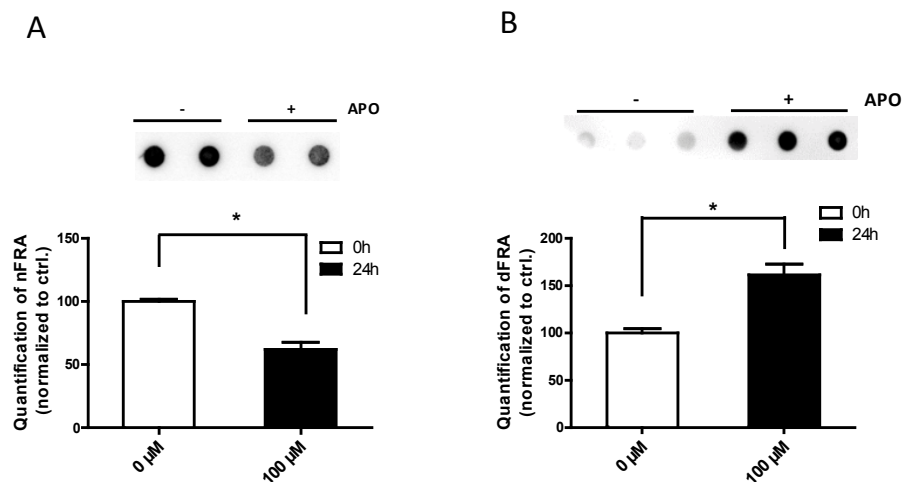 A
- + APO
*
Quantification of nFRA
(normalized to ctrl.)
150
100
50
0
0h
24h
0 µM
100 µM
B
- + APO
*
Quantification of dFRA
(normalized to ctrl.)
200
150
100
50
0
0h
24h
0 µM
100 µM